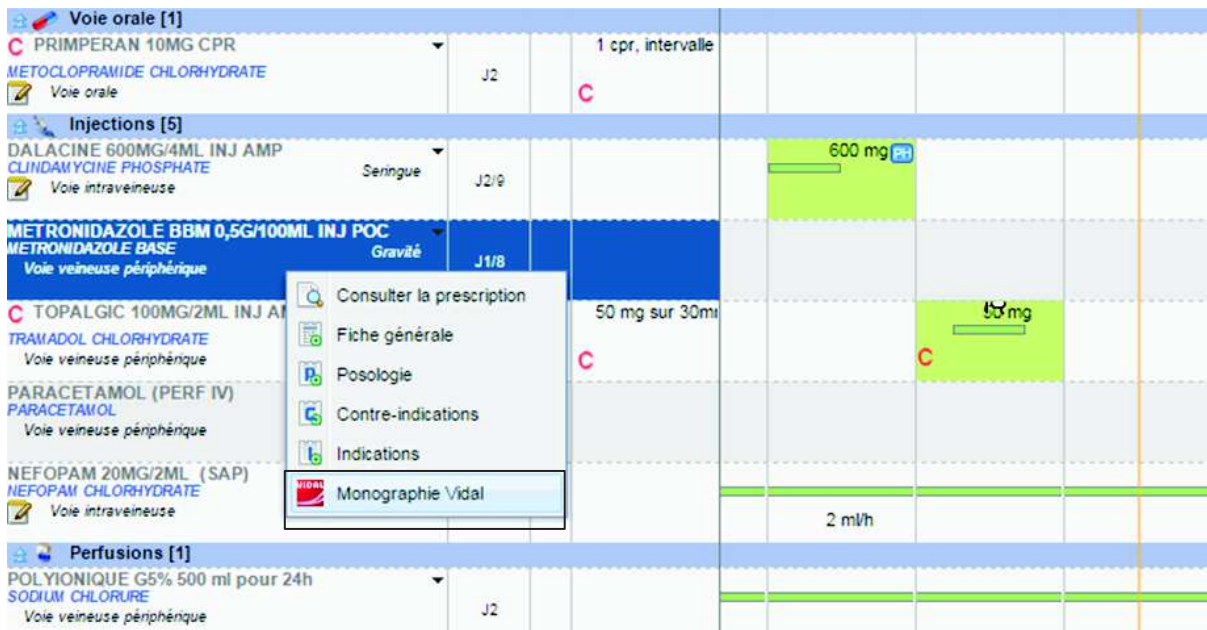 Voie orale [1]
C PRIMPERAN 10MG CPR 1 cpr, intervalle
METOCLOPRAMIDE CHLORHYDRATE J2
Voie orale C
Injections [5]
DALACINE 600MG/4ML INJ AMP 600 mg PH
CLINDAMYCINE PHOSPHATE Seringue J2/9
Voie intraveineuse
METRONIDAZOLE BBM 0,5G/100ML INJ POC
METRONIDAZOLE BASE Gravité J1/8
Voie veineuse périphérique
Consulter la prescription
C TOPALGIC 100MG/2ML INJ 50 mg sur 30 mg
TRAMADOL CHLORHYDRATE Fiche générale
Voie veineuse périphérique C C
Posologie
PARACETAMOL (PERF IV)
PARACETAMOL Contre-indications
Voie veineuse périphérique
Indications
NEFOPAM 20MG/2ML (SAP)
NEFOPAM CHLORHYDRATE VIDAL Monographie Vidal
Voie intraveineuse 2 ml/h
Perfusions [1]
POLYIONIQUE G5% 500 ml pour 24h
SODIUM CHLORURE J2
Voie veineuse périphérique